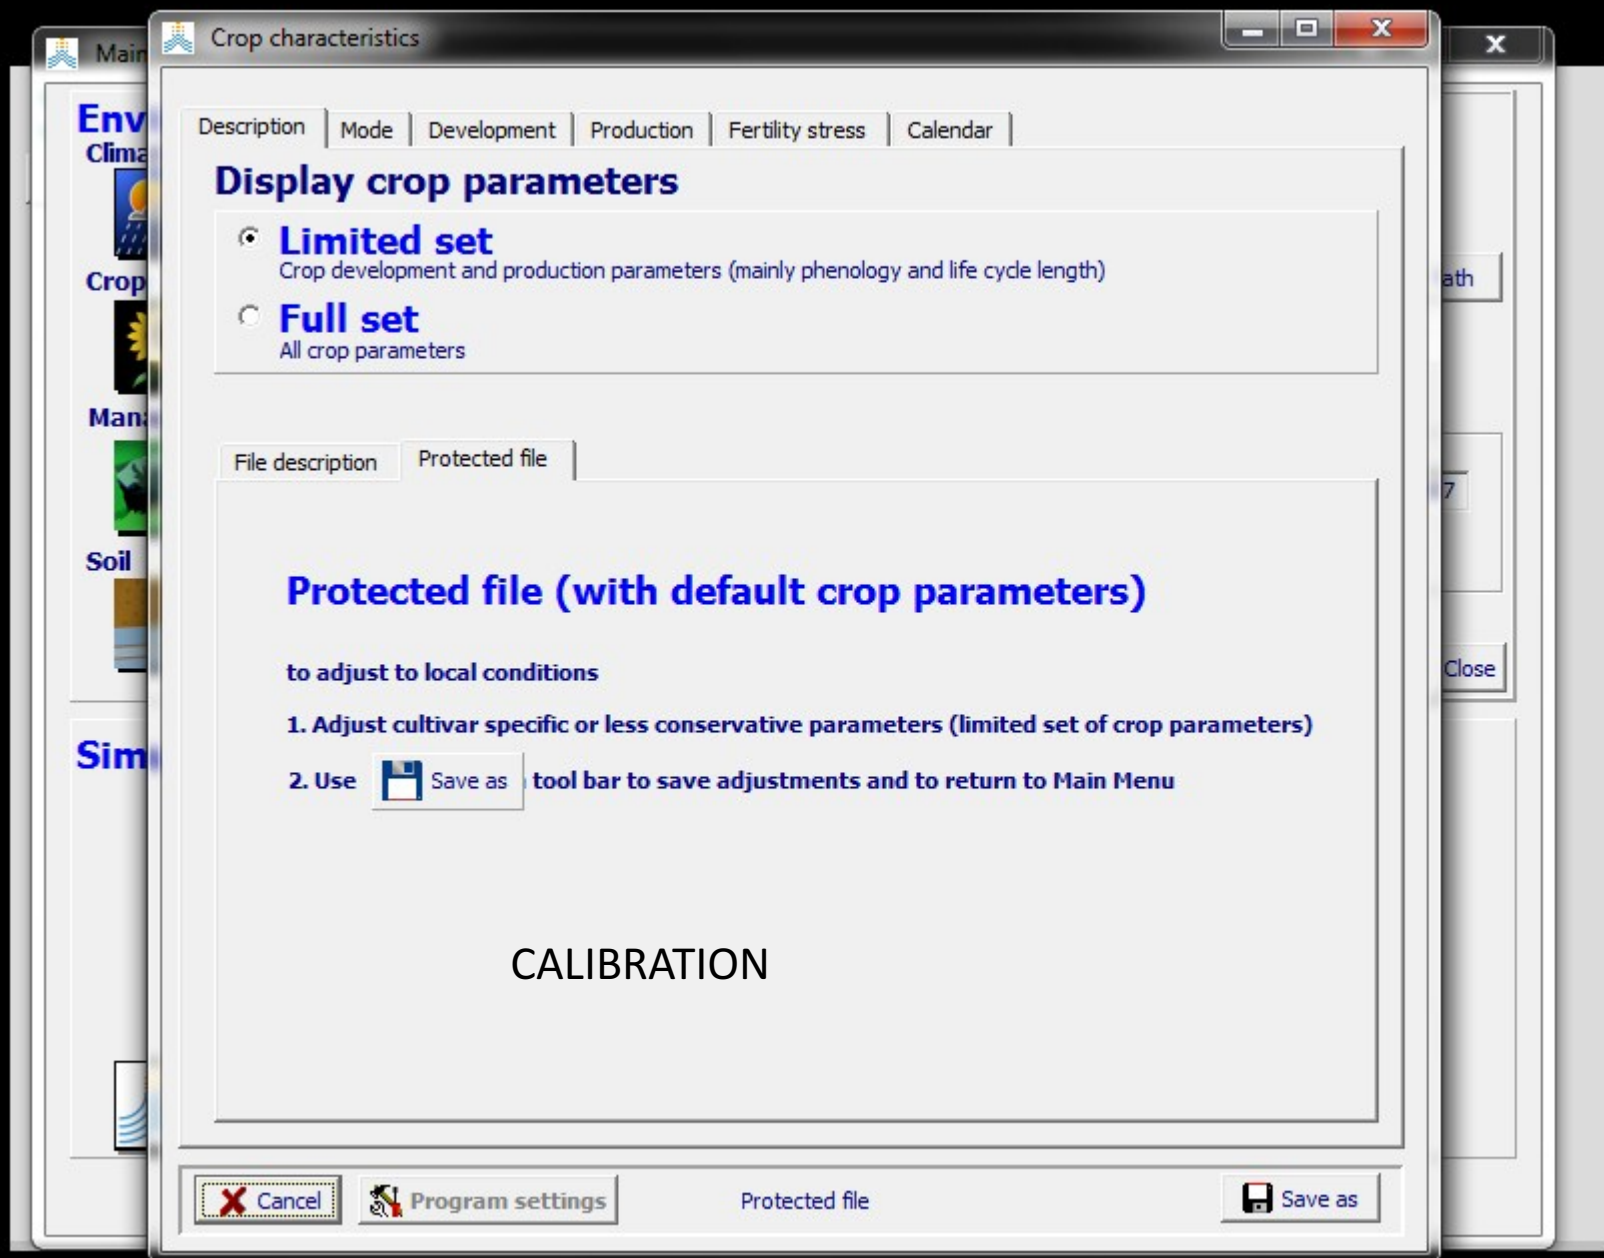 Main
Crop characteristics
Env
Clima
Crop
Mana
Soil
Sim
Description
Mode
Development
Production
Fertility stress
Calendar
Display crop parameters
Limited set
Crop development and production parameters (mainly phenology and life cycle length)
Full set
All crop parameters
ath
File description
Protected file
7
Protected file (with default crop parameters)
to adjust to local conditions
Close
1. Adjust cultivar specific or less conservative parameters (limited set of crop parameters)
2. Use Save as tool bar to save adjustments and to return to Main Menu
CALIBRATION
Cancel
Program settings
Protected file
Save as